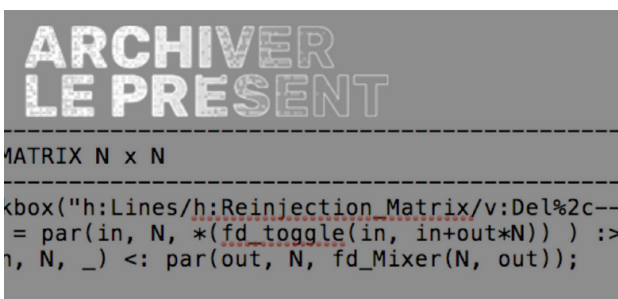 ARCHIVER
LE PRESENT
------------------------------------------------
MATRIX N x N
------------------------------------------------
kbox("h:Lines/h:Reinjection_Matrix/v:Del%2c--
= par(in, N, *(fd_toggle(in, in+out*N)) ) :>
, N, _) <: par(out, N, fd_Mixer(N, out));